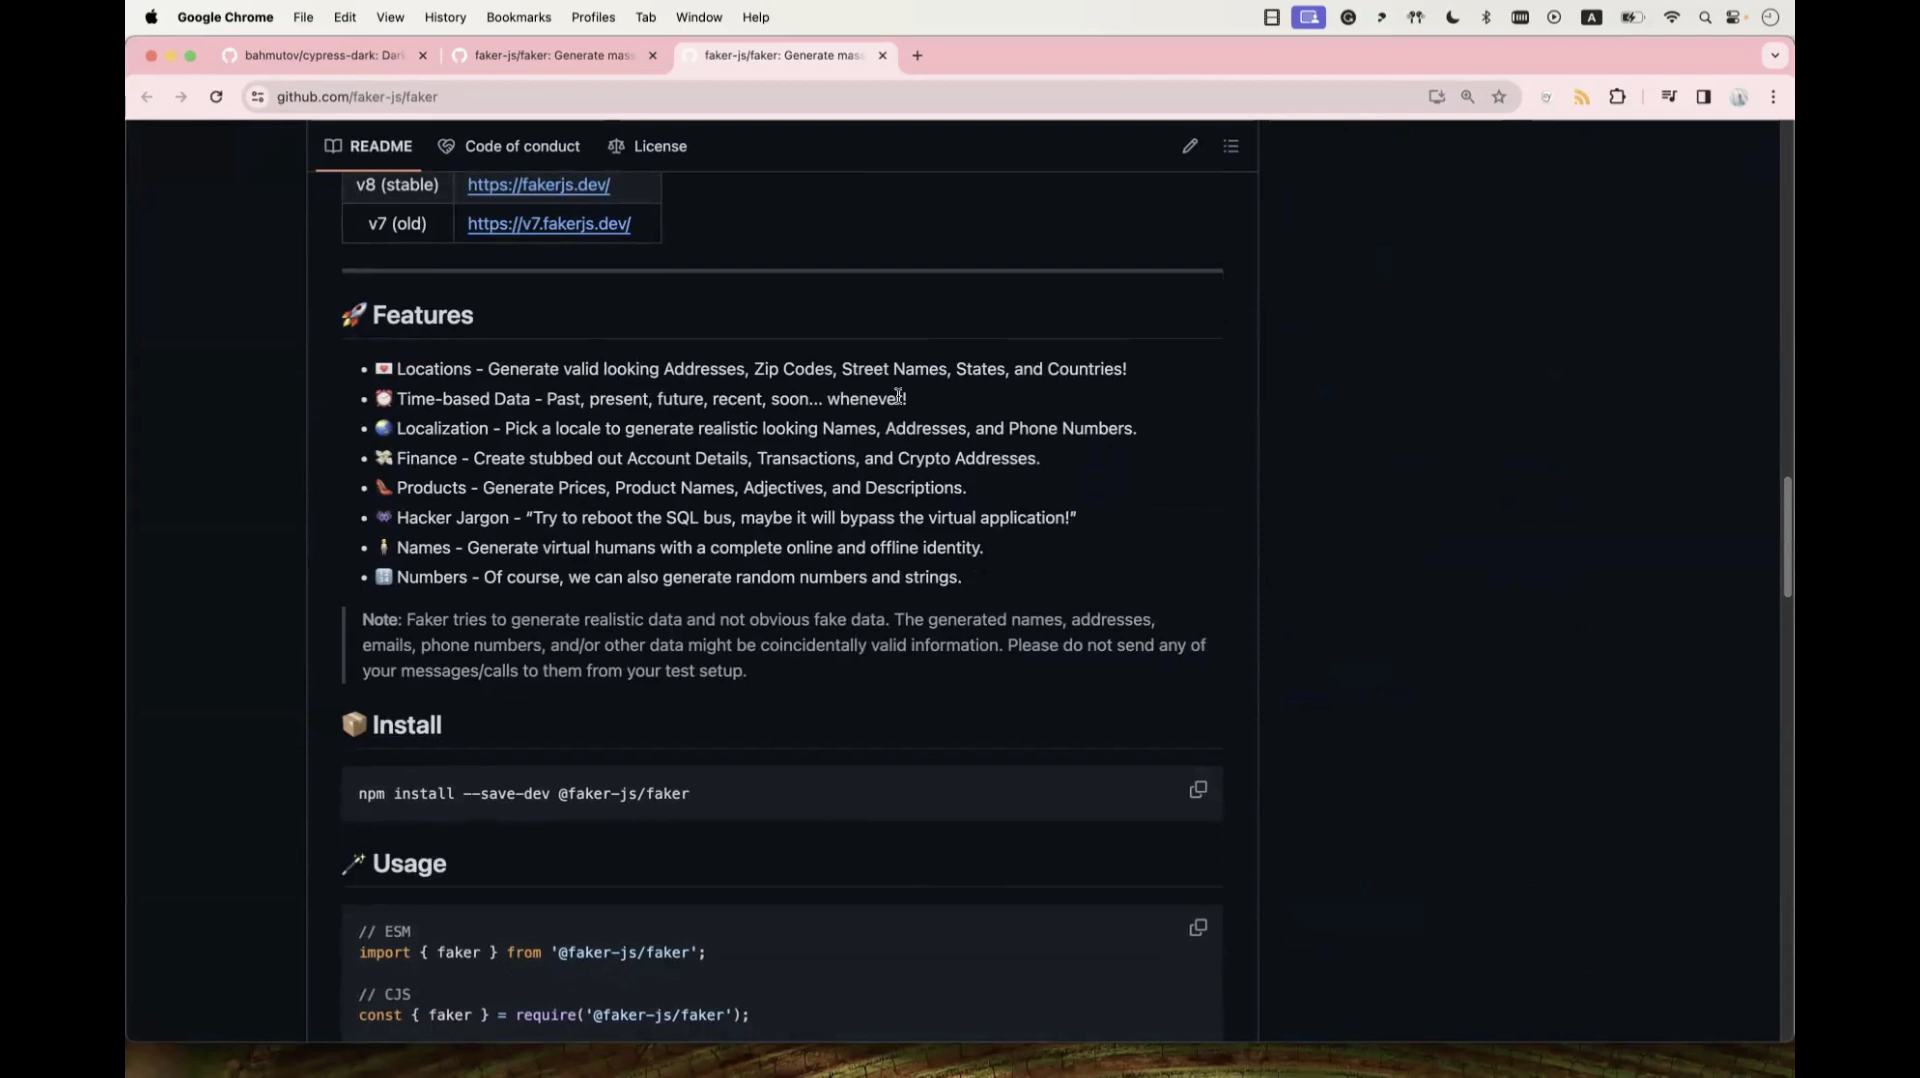 Google Chrome File Edit View History Bookmarks Profiles Tab Window Help
bahmutov/cypress-dark: Dar
faker-js/faker: Generate mass
faker-js/faker: Generate mass
github.com/faker-js/faker
README Code of conduct License
v8 (stable) https://fakerjs.dev/
v7 (old) https://v7.fakerjs.dev/
🚀 Features
• 💌 Locations - Generate valid looking Addresses, Zip Codes, Street Names, States, and Countries!
• ⏰ Time-based Data - Past, present, future, recent, soon... whenever!
• 🌏 Localization - Pick a locale to generate realistic looking Names, Addresses, and Phone Numbers.
• 💸 Finance - Create stubbed out Account Details, Transactions, and Crypto Addresses.
• 👠 Products - Generate Prices, Product Names, Adjectives, and Descriptions.
• 👾 Hacker Jargon - “Try to reboot the SQL bus, maybe it will bypass the virtual application!”
• 🧍 Names - Generate virtual humans with a complete online and offline identity.
• 🔢 Numbers - Of course, we can also generate random numbers and strings.
Note: Faker tries to generate realistic data and not obvious fake data. The generated names, addresses,
emails, phone numbers, and/or other data might be coincidentally valid information. Please do not send any of
your messages/calls to them from your test setup.
📦 Install
npm install --save-dev @faker-js/faker
🪄 Usage
// ESM
import { faker } from '@faker-js/faker';
// CJS
const { faker } = require('@faker-js/faker');